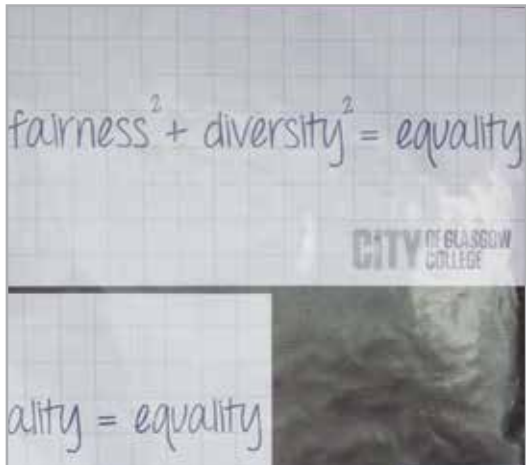 fairness² + diversity² = equality
CITY OF GLASGOW
COLLEGE
ality = equality